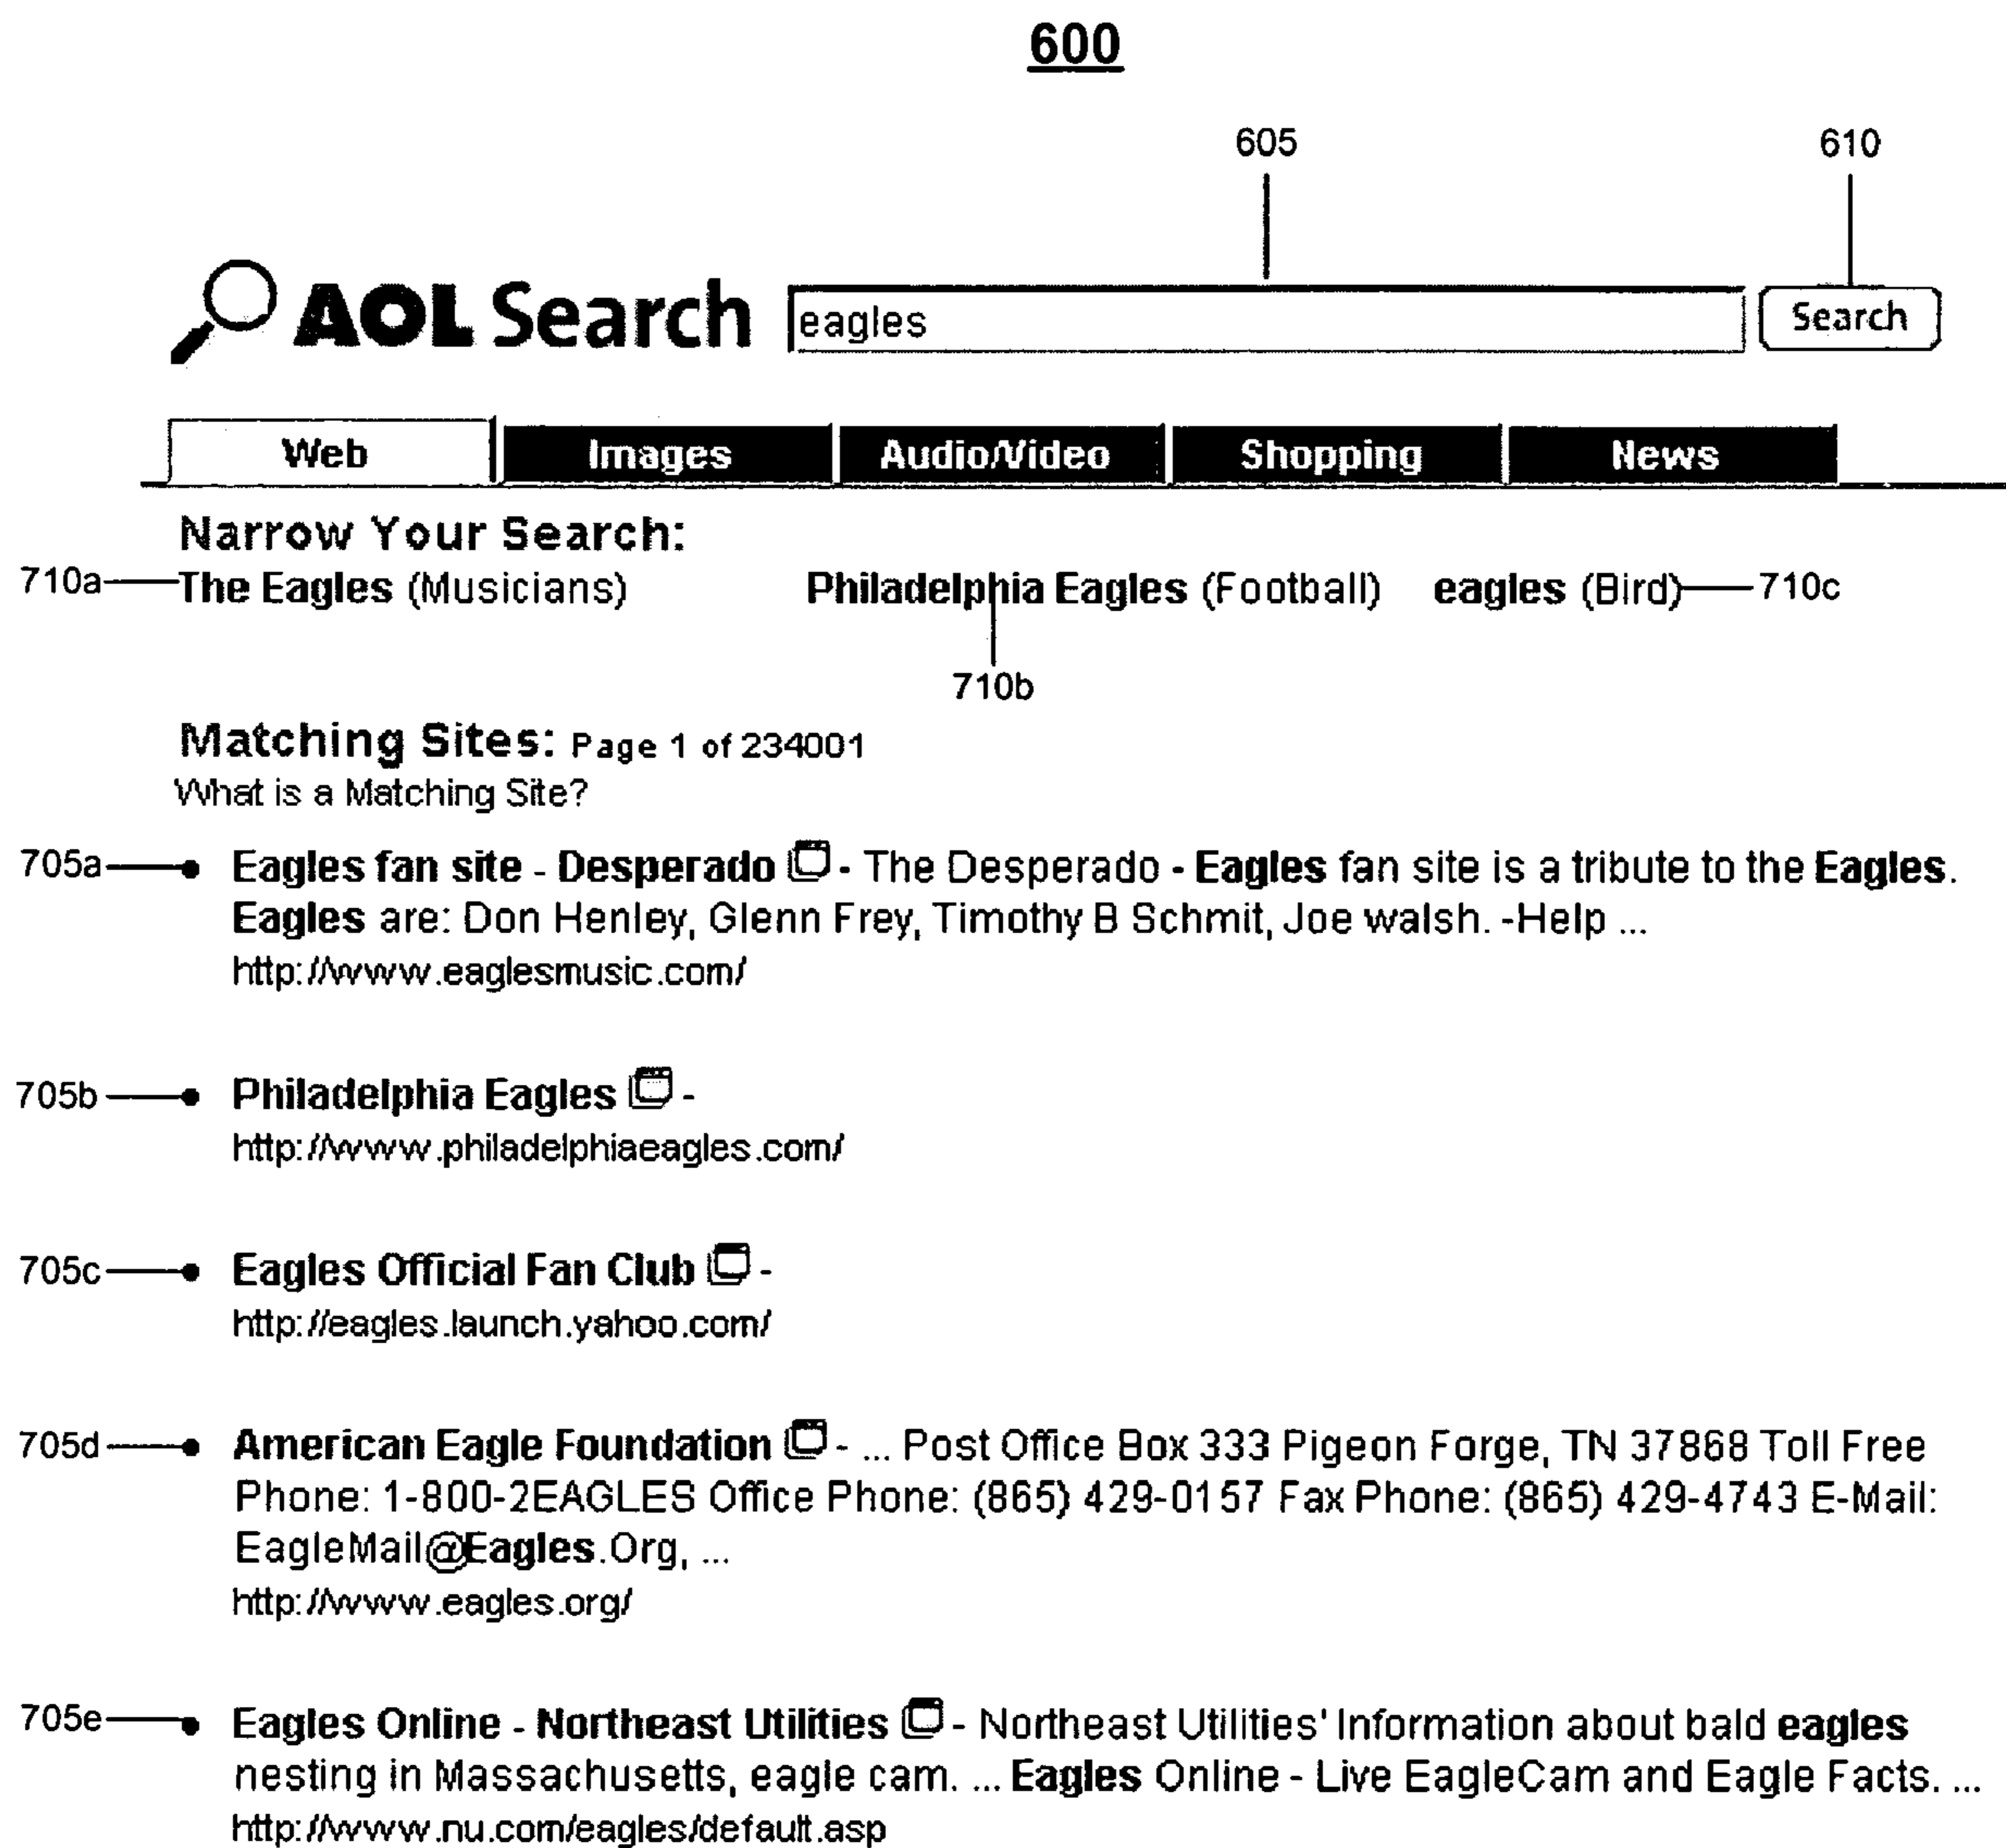 600
605 610
AOL Search eagles Search
Web Images Audio/Video Shopping News
Narrow Your Search:
710a The Eagles (Musicians) Philadelphia Eagles (Football) eagles (Bird) 710c
710b
Matching Sites: Page 1 of 234001
What is a Matching Site?
705a Eagles fan site - Desperado - The Desperado - Eagles fan site is a tribute to the Eagles.
Eagles are: Don Henley, Glenn Frey, Timothy B Schmit, Joe walsh. -Help ...
http://www.eaglesmusic.com/
705b Philadelphia Eagles -
http://www.philadelphiaeagles.com/
705c Eagles Official Fan Club -
http://eagles.launch.yahoo.com/
705d American Eagle Foundation - ... Post Office Box 333 Pigeon Forge, TN 37868 Toll Free
Phone: 1-800-2EAGLES Office Phone: (865) 429-0157 Fax Phone: (865) 429-4743 E-Mail:
EagleMail@Eagles.Org, ...
http://www.eagles.org/
705e Eagles Online - Northeast Utilities - Northeast Utilities' Information about bald eagles
nesting in Massachusetts, eagle cam. ... Eagles Online - Live EagleCam and Eagle Facts. ...
http://www.nu.com/eagles/default.asp